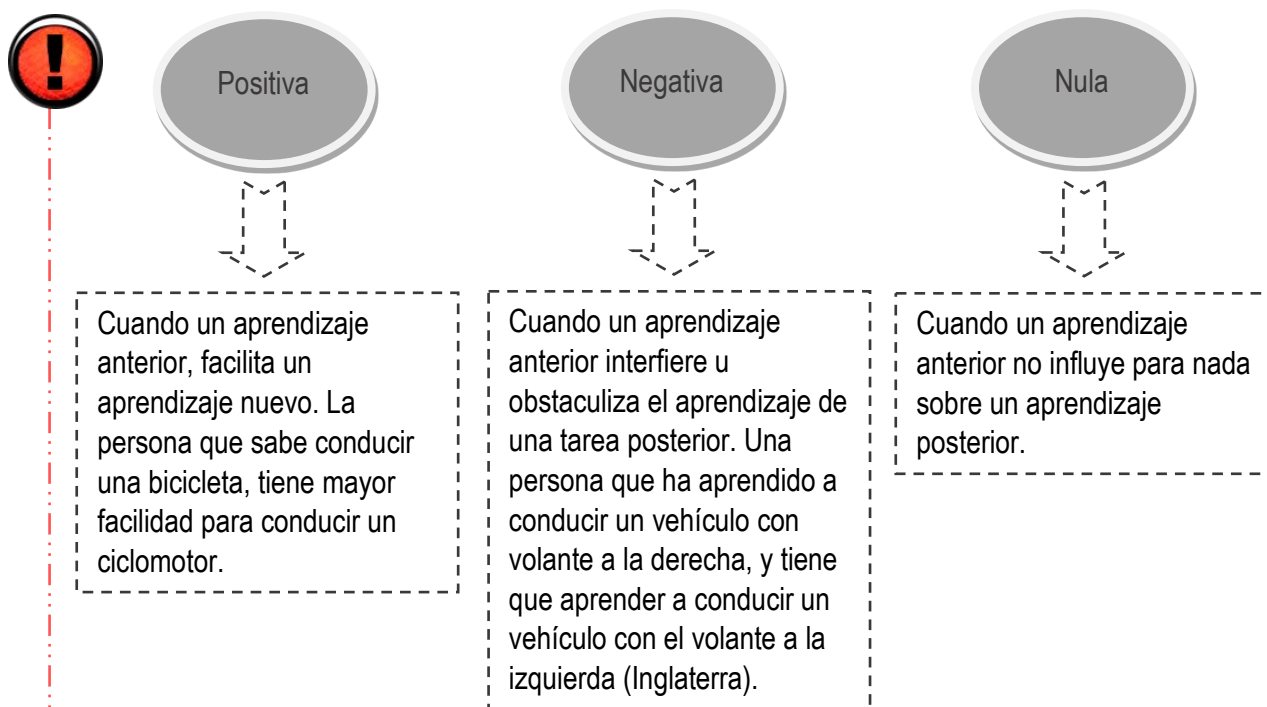 Positiva
Cuando un aprendizaje
anterior, facilita un
aprendizaje nuevo. La
persona que sabe conducir
una bicicleta, tiene mayor
facilidad para conducir un
ciclomotor.
Negativa
Cuando un aprendizaje
anterior interfiere u
obstaculiza el aprendizaje de
una tarea posterior. Una
persona que ha aprendido a
conducir un vehículo con
volante a la derecha, y tiene
que aprender a conducir un
vehículo con el volante a la
izquierda (Inglaterra).
Nula
Cuando un aprendizaje
anterior no influye para nada
sobre un aprendizaje
posterior.